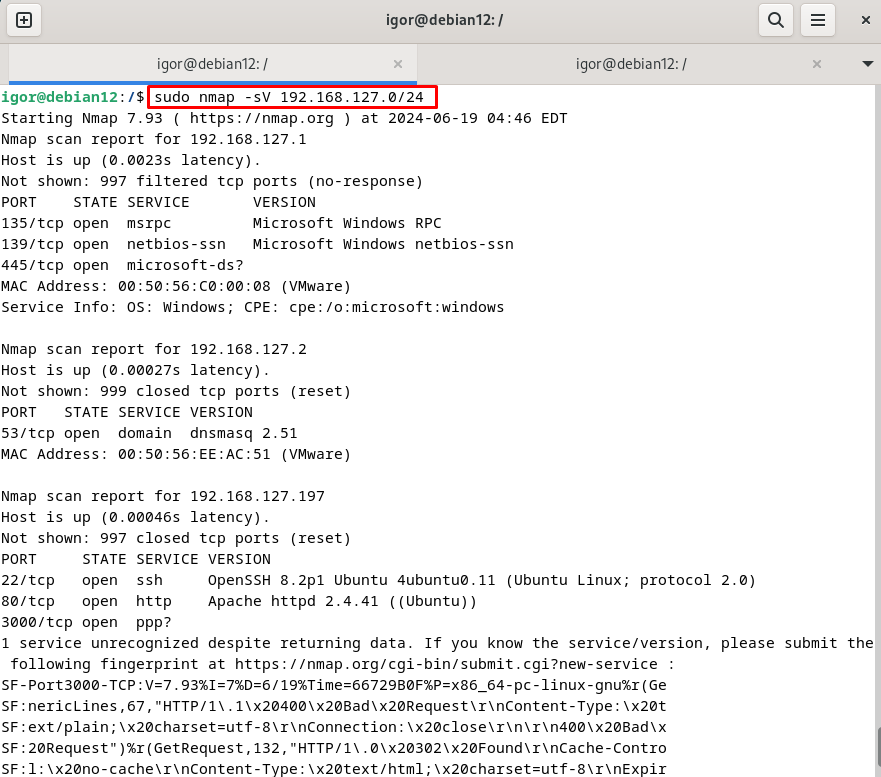 igor@debian12: /
igor@debian12: /
igor@debian12: /
igor@debian12:/$ sudo nmap -sV 192.168.127.0/24
Starting Nmap 7.93 ( https://nmap.org ) at 2024-06-19 04:46 EDT
Nmap scan report for 192.168.127.1
Host is up (0.0023s latency).
Not shown: 997 filtered tcp ports (no-response)
PORT    STATE SERVICE       VERSION
135/tcp open  msrpc         Microsoft Windows RPC
139/tcp open  netbios-ssn   Microsoft Windows netbios-ssn
445/tcp open  microsoft-ds?
MAC Address: 00:50:56:C0:00:08 (VMware)
Service Info: OS: Windows; CPE: cpe:/o:microsoft:windows

Nmap scan report for 192.168.127.2
Host is up (0.00027s latency).
Not shown: 999 closed tcp ports (reset)
PORT   STATE SERVICE VERSION
53/tcp open  domain  dnsmasq 2.51
MAC Address: 00:50:56:EE:AC:51 (VMware)

Nmap scan report for 192.168.127.197
Host is up (0.00046s latency).
Not shown: 997 closed tcp ports (reset)
PORT     STATE SERVICE VERSION
22/tcp   open  ssh     OpenSSH 8.2p1 Ubuntu 4ubuntu0.11 (Ubuntu Linux; protocol 2.0)
80/tcp   open  http    Apache httpd 2.4.41 ((Ubuntu))
3000/tcp open  ppp?
1 service unrecognized despite returning data. If you know the service/version, please submit the
 following fingerprint at https://nmap.org/cgi-bin/submit.cgi?new-service :
SF-Port3000-TCP:V=7.93%I=7%D=6/19%Time=66729B0F%P=x86_64-pc-linux-gnu%r(Ge
SF:nericLines,67,"HTTP/1\.1\x20400\x20Bad\x20Request\r\nContent-Type:\x20t
SF:ext/plain;\x20charset=utf-8\r\nConnection:\x20close\r\n\r\n400\x20Bad\x
SF:20Request")%r(GetRequest,132,"HTTP/1\.0\x20302\x20Found\r\nCache-Contro
SF:l:\x20no-cache\r\nContent-Type:\x20text/html;\x20charset=utf-8\r\nExpir